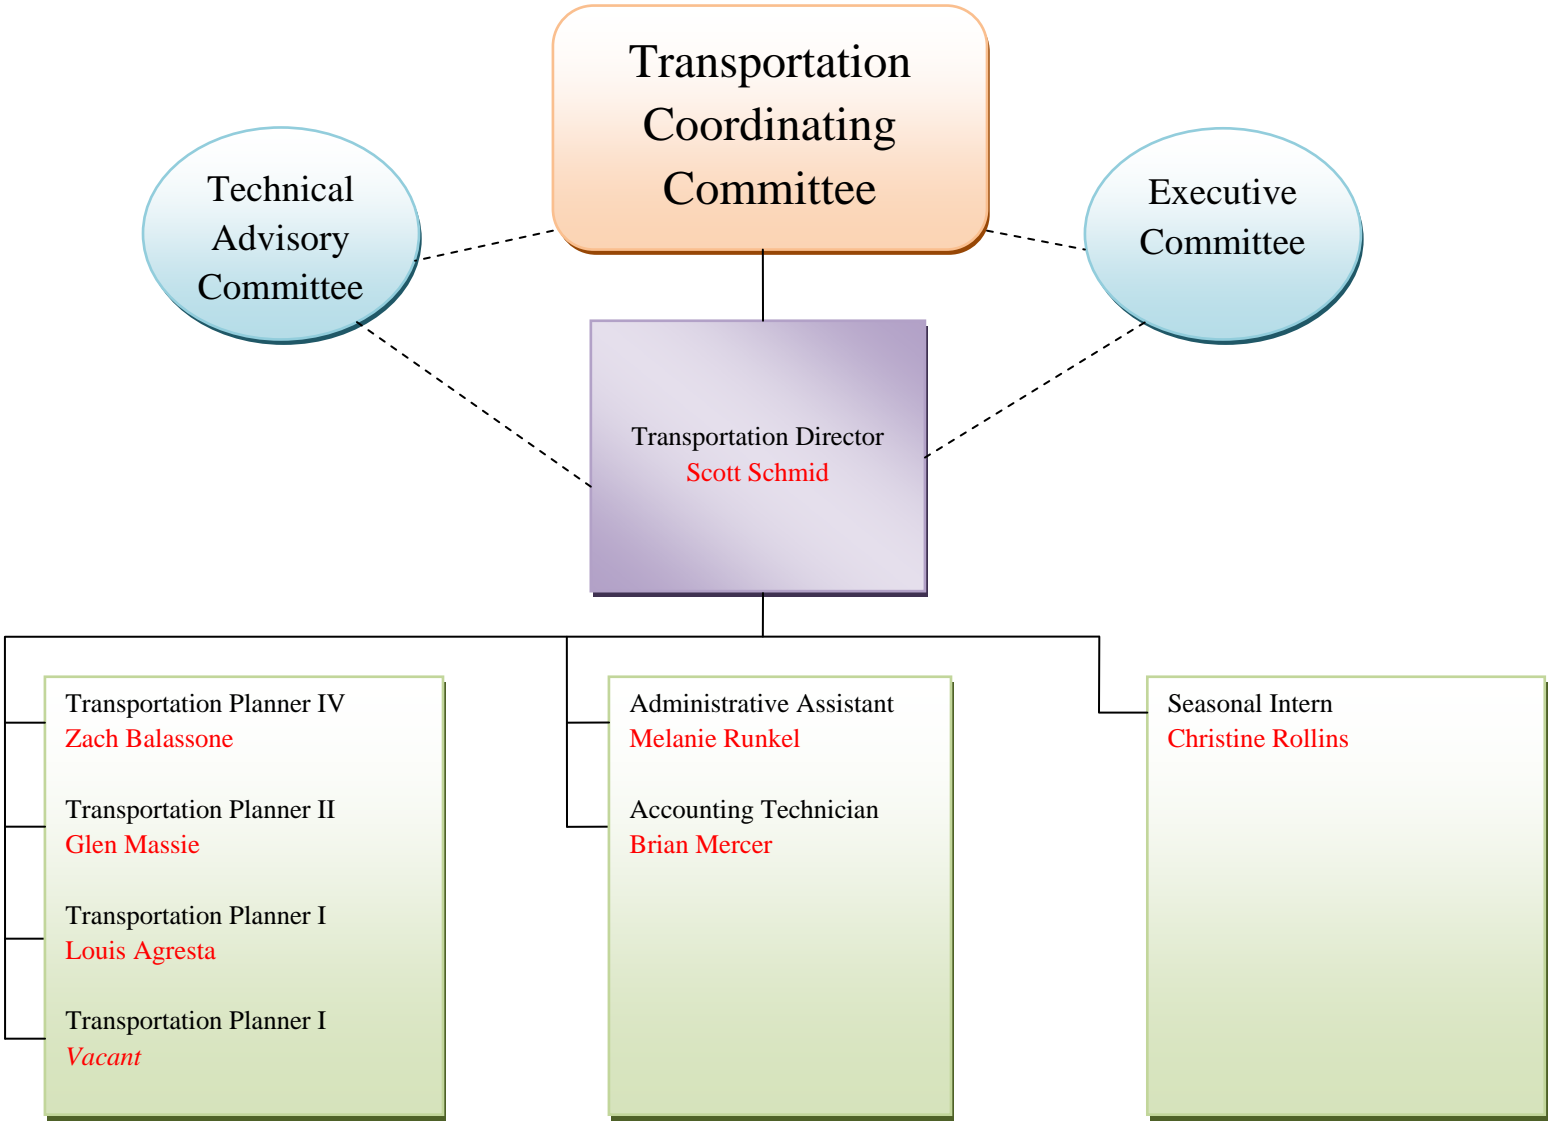 Transportation
Coordinating
Committee
Technical
Advisory
Committee
Executive
Committee
Transportation Director
Scott Schmid
Transportation Planner IV
Zach Balassone
Transportation Planner II
Glen Massie
Transportation Planner I
Louis Agresta
Transportation Planner I
Vacant
Administrative Assistant
Melanie Runkel
Accounting Technician
Brian Mercer
Seasonal Intern
Christine Rollins